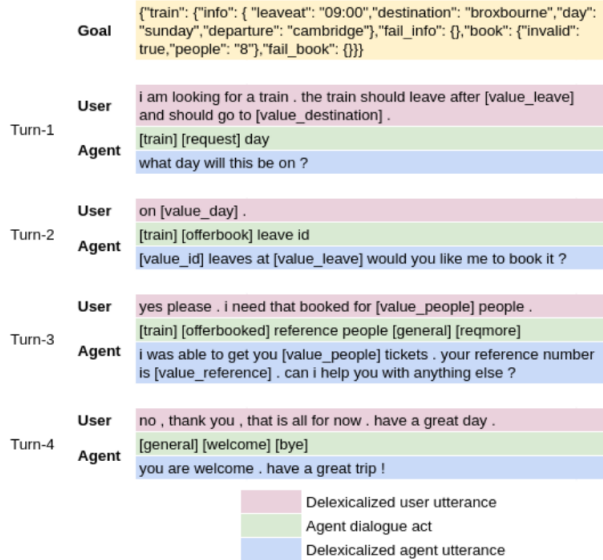 Goal
{"train": {"info": { "leaveat": "09:00","destination": "broxbourne","day":
"sunday","departure": "cambridge"},"fail_info": {},"book": {"invalid":
true,"people": "8"},"fail_book": {}}}
Turn-1
User
i am looking for a train . the train should leave after [value_leave]
and should go to [value_destination] .
Agent
[train] [request] day
what day will this be on ?
Turn-2
User
on [value_day] .
Agent
[train] [offerbook] leave id
[value_id] leaves at [value_leave] would you like me to book it ?
Turn-3
User
yes please . i need that booked for [value_people] people .
Agent
[train] [offerbooked] reference people [general] [reqmore]
i was able to get you [value_people] tickets . your reference number
is [value_reference] . can i help you with anything else ?
Turn-4
User
no , thank you , that is all for now . have a great day .
Agent
[general] [welcome] [bye]
you are welcome . have a great trip !
Delexicalized user utterance
Agent dialogue act
Delexicalized agent utterance